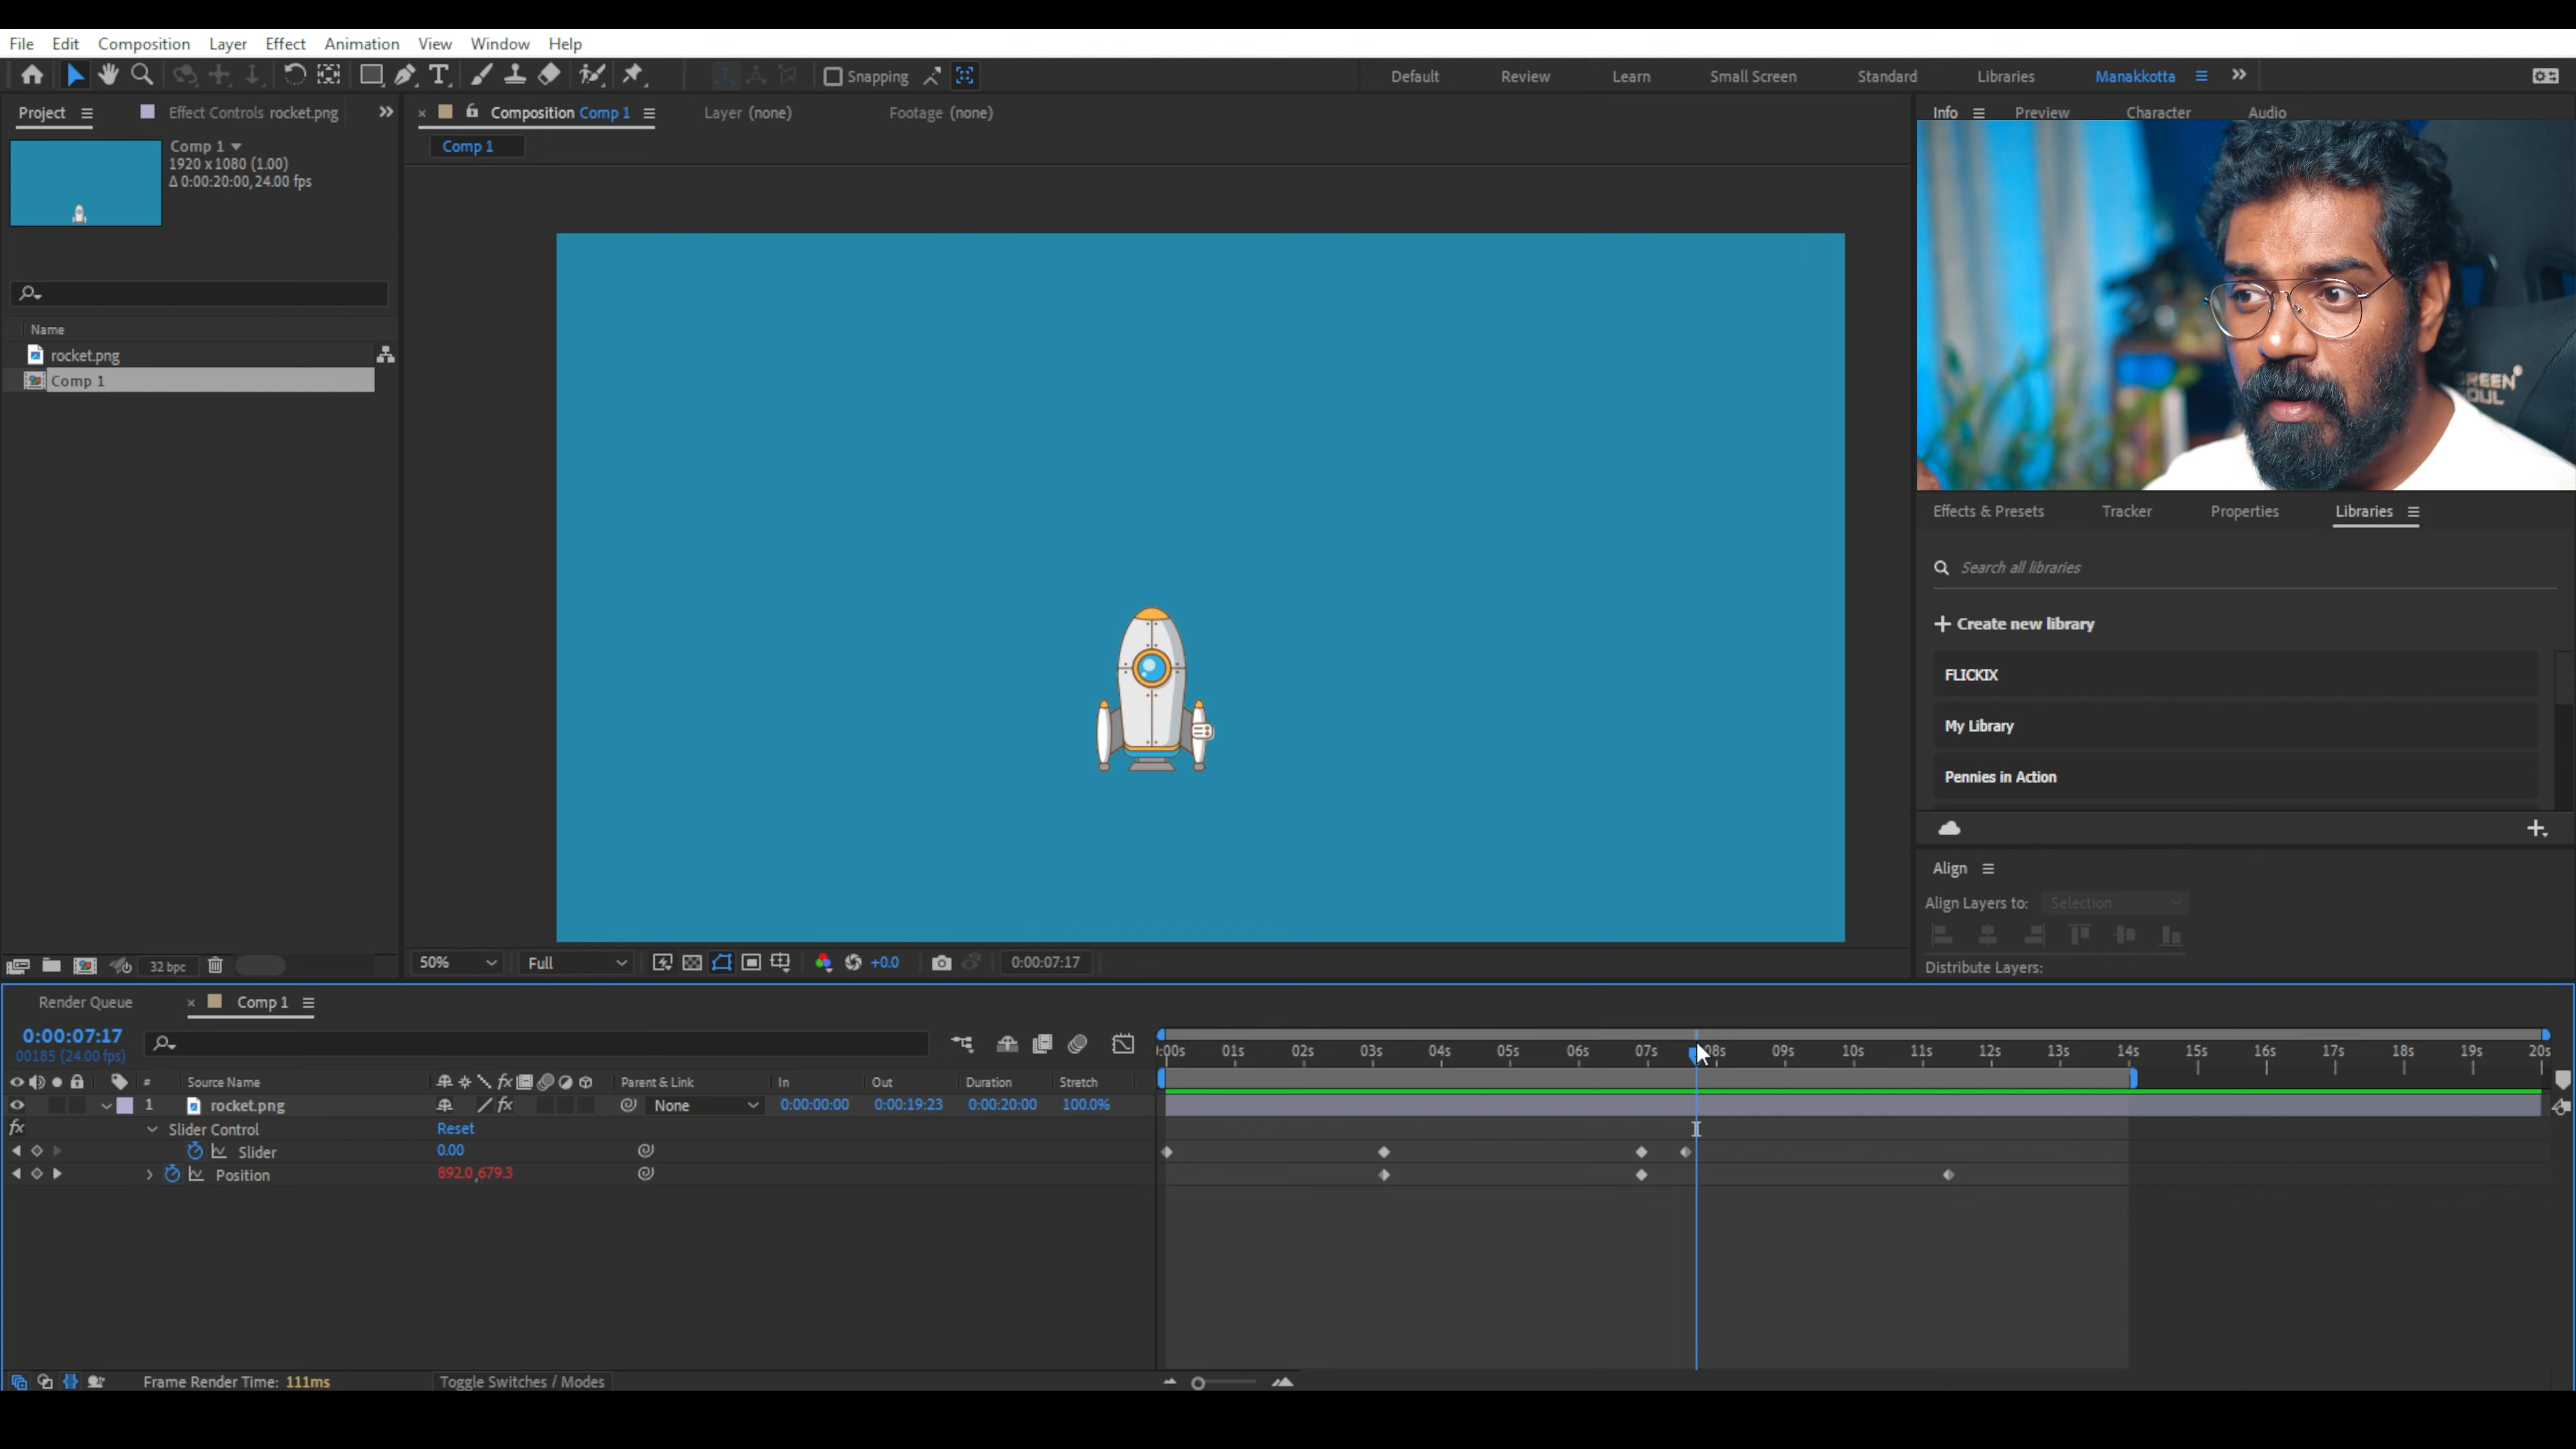 File Edit Composition Layer Effect Animation View Window Help
Snapping Default Review Learn Small Screen Standard Libraries Manakkotta
Project Effect Controls rocket.png Composition Comp 1 Layer (none) Footage (none) Info Preview Character Audio
Comp 1
Comp 1
1920 x 1080 (1.00)
Δ 0:00:20:00, 24.00 fps
Name
rocket.png
Comp 1
GREEN
SOUL
Effects & Presets Tracker Properties Libraries
Search all libraries
Create new library
FLICKIX
My Library
Pennies in Action
Align
Align Layers to: Selection
Distribute Layers:
32 bpc 50% Full +0.0 0:00:07:17
Render Queue Comp 1
0:00:07:17
00185 (24.00 fps)
:00s 01s 02s 03s 04s 05s 06s 07s 08s 09s 10s 11s 12s 13s 14s 15s 16s 17s 18s 19s 20s
# Source Name fx Parent & Link In Out Duration Stretch
1 rocket.png fx None 0:00:00:00 0:00:19:23 0:00:20:00 100.0%
fx Slider Control Reset
Slider 0.00
Position 892.0,679.3
Frame Render Time: 111ms Toggle Switches / Modes